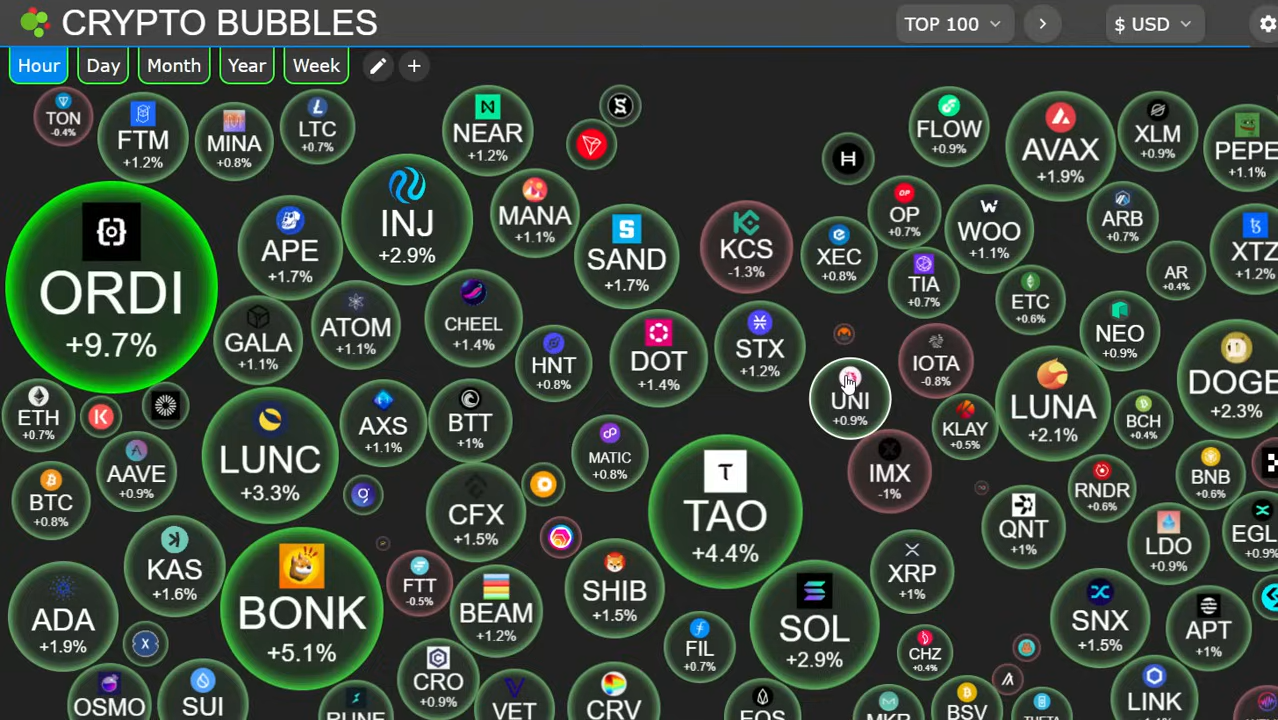 CRYPTO BUBBLES
TOP 100
$ USD
Hour
Day
Month
Year
Week
TON
-0.4%
FTM
+1.2%
MINA
+0.8%
LTC
+0.7%
NEAR
+1.2%
FLOW
+0.9%
AVAX
+1.9%
XLM
+0.9%
PEPE
+1.1%
ORDI
+9.7%
APE
+1.7%
INJ
+2.9%
MANA
+1.1%
SAND
+1.7%
KCS
-1.3%
XEC
+0.8%
OP
+0.7%
WOO
+1.1%
ARB
+0.7%
XTZ
+1.2%
TIA
+0.7%
AR
+0.4%
GALA
+1.1%
ATOM
+1.1%
CHEEL
+1.4%
HNT
+0.8%
DOT
+1.4%
STX
+1.2%
ETC
+0.6%
NEO
+0.9%
IOTA
-0.8%
UNI
+0.9%
DOGE
+2.3%
ETH
+0.7%
LUNC
+3.3%
AXS
+1.1%
BTT
+1%
MATIC
+0.8%
KLAY
+0.5%
LUNA
+2.1%
BCH
+0.4%
AAVE
+0.9%
BTC
+0.8%
CFX
+1.5%
TAO
+4.4%
IMX
-1%
RNDR
+0.6%
BNB
+0.6%
QNT
+1%
LDO
+0.9%
EGL
+0.9%
KAS
+1.6%
BONK
+5.1%
FTT
-0.5%
SHIB
+1.5%
XRP
+1%
ADA
+1.9%
BEAM
+1.2%
FIL
+0.7%
SOL
+2.9%
CHZ
+0.4%
SNX
+1.5%
APT
+1%
OSMO
SUI
RUNE
CRO
+0.9%
VET
CRV
EOS
MKR
BSV
THETA
LINK